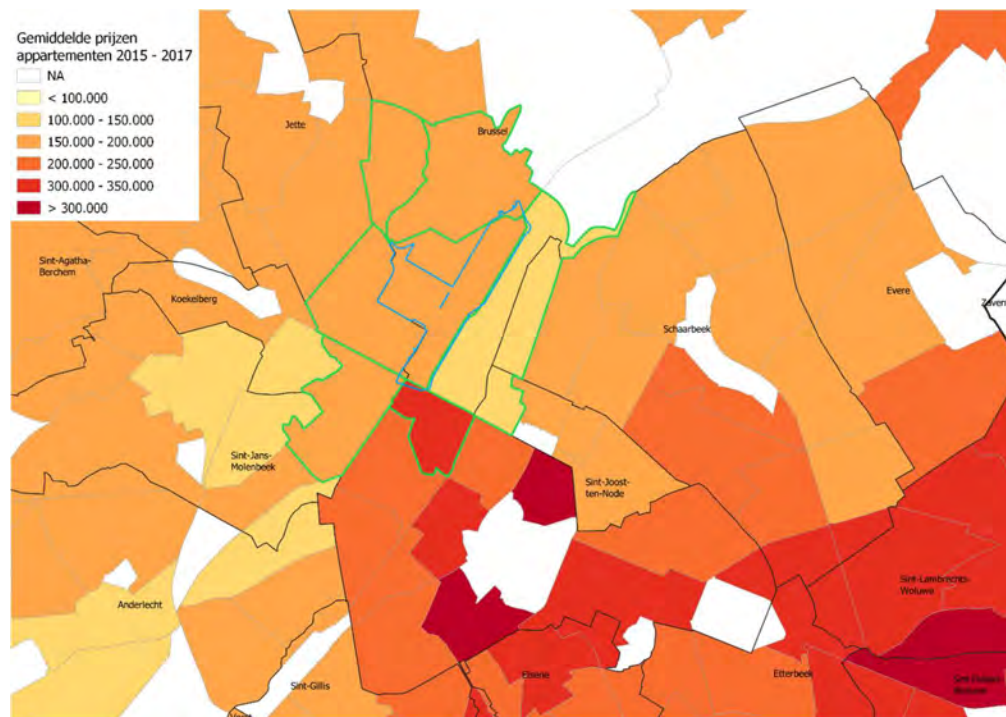 Gemiddelde prijzen
appartementen 2015 - 2017
NA
< 100.000
100.000 - 150.000
150.000 - 200.000
200.000 - 250.000
300.000 - 350.000
> 300.000
Jette
Brussel
Sint-Agatha-
Berchem
Koekelberg
Evere
Schaarbeek
Sint-Jans-
Molenbeek
Sint-Joost-
ten-Node
Sint-Lambrechts-
Woluwe
Anderlecht
Elsene
Etterbeek
Sint-Gillis